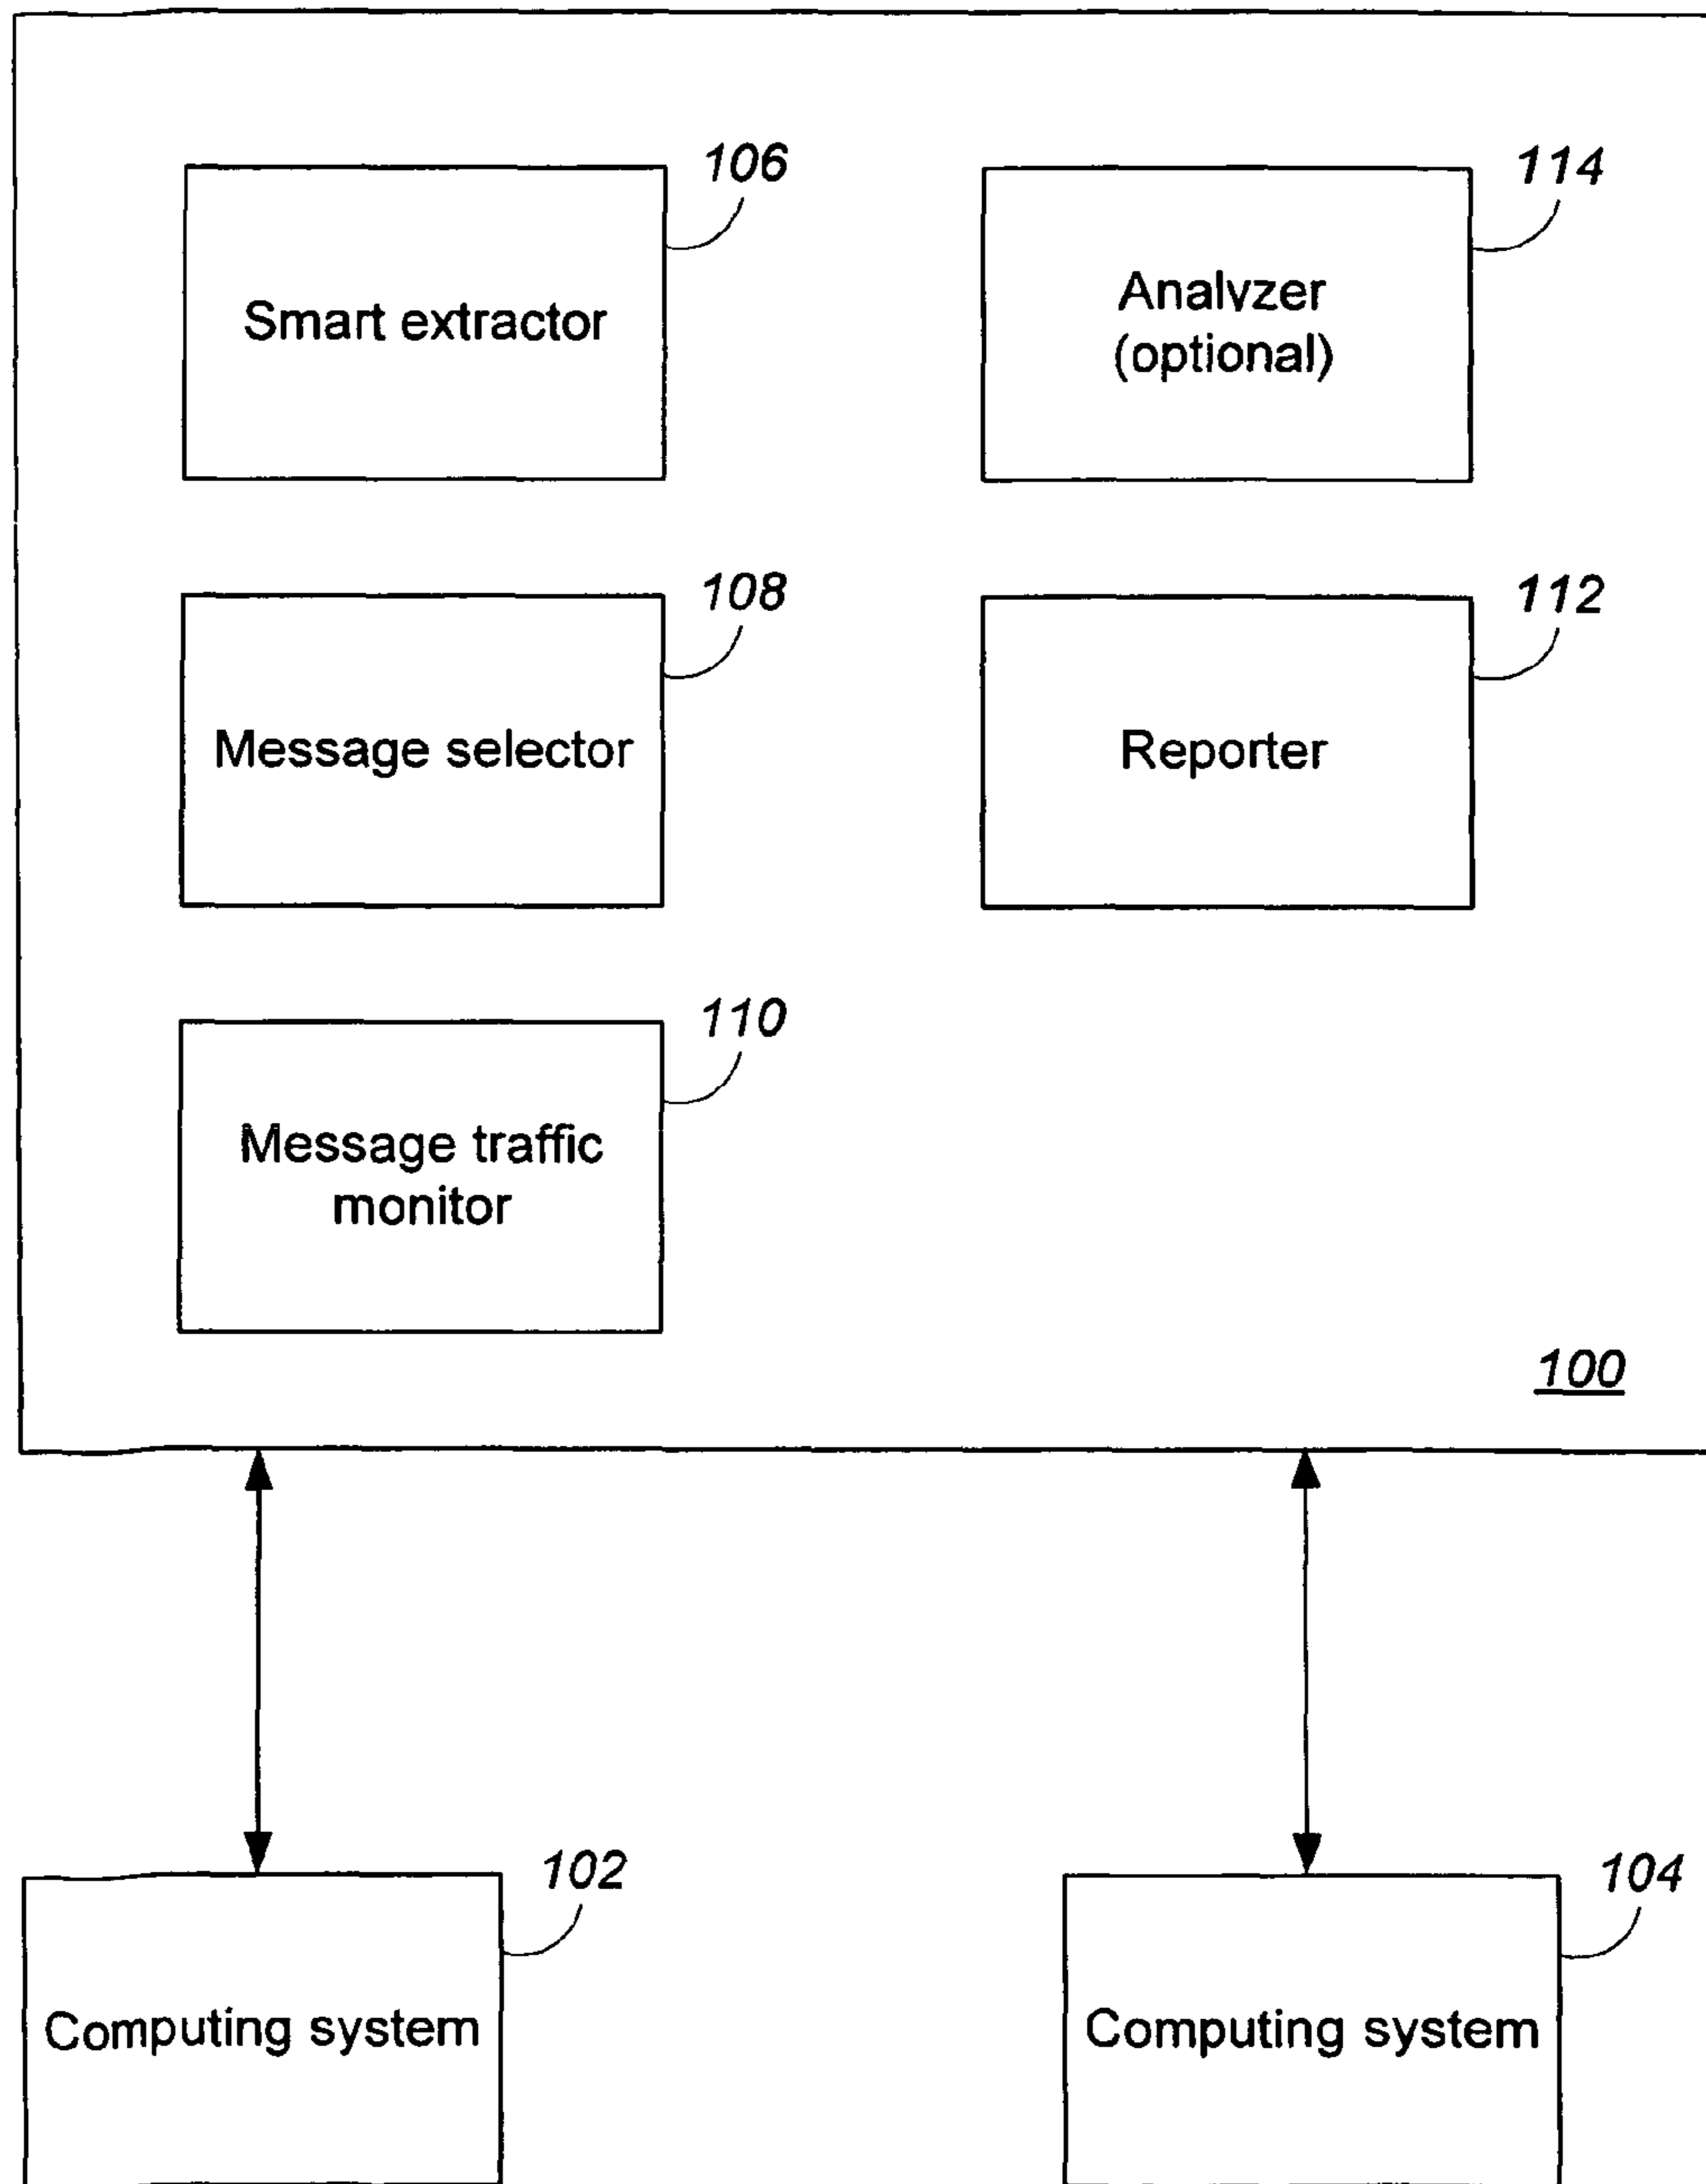 106
Smart extractor
114
Analyzer
(optional)
108
Message selector
112
Reporter
110
Message traffic
monitor
100
102
Computing system
104
Computing system